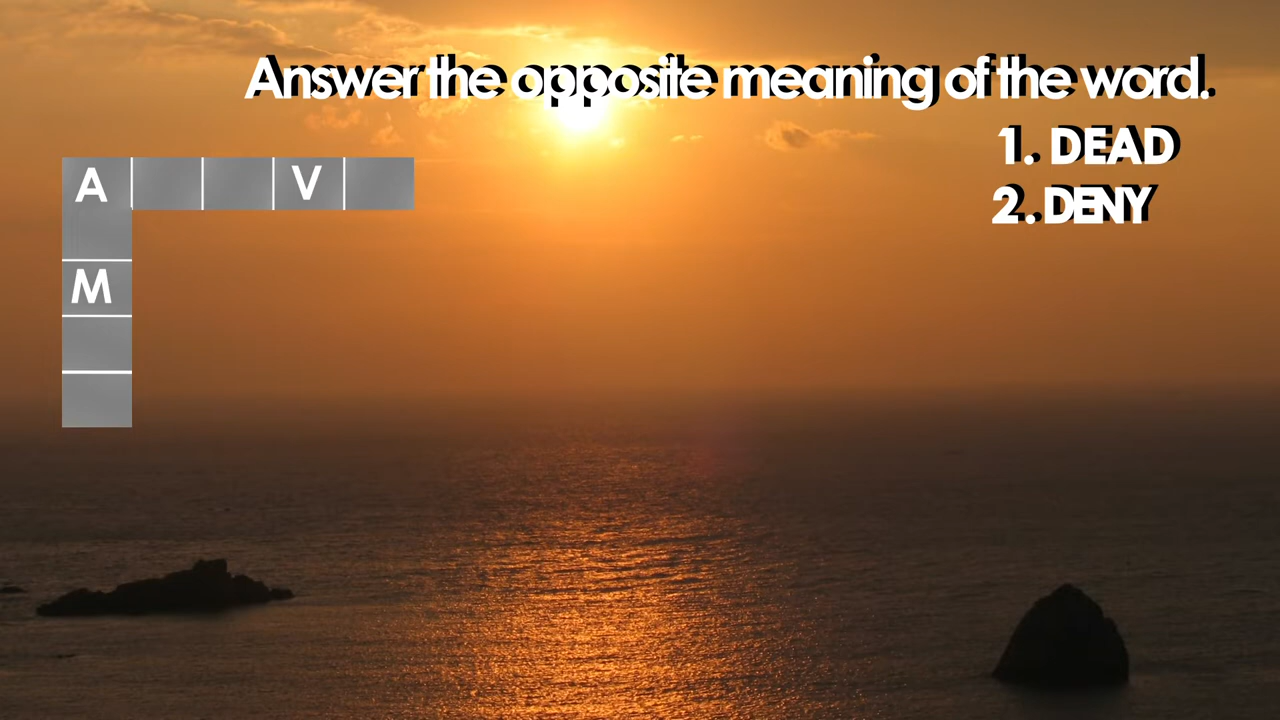 Answer the opposite meaning of the word.
1. DEAD
2. DENY
A V
M